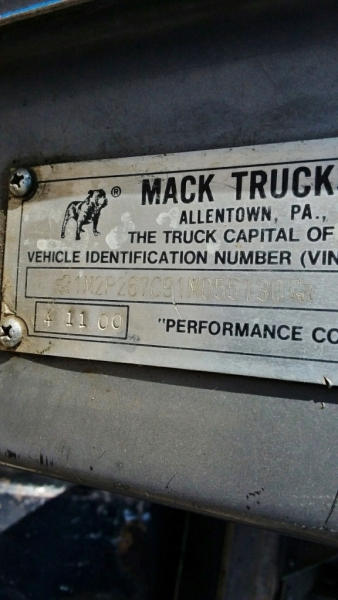 ® MACK TRUCK
ALLENTOWN, PA.,
THE TRUCK CAPITAL OF
VEHICLE IDENTIFICATION NUMBER (VIN
4 11 00
"PERFORMANCE CO